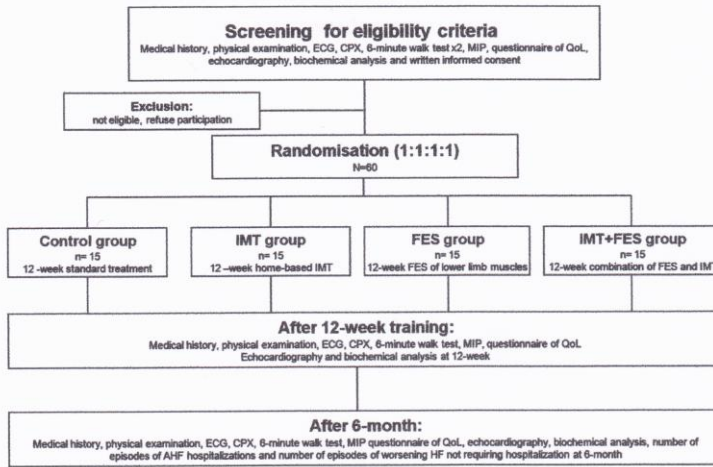 Screening for eligibility criteria
Medical history, physical examination, ECG, CPX, 6-minute walk test x2, MIP, questionnaire of QoL,
echocardiography, biochemical analysis and written informed consent
Exclusion:
not eligible, refuse participation
Randomisation (1:1:1:1)
N=60
Control group
n= 15
12 -week standard treatment
IMT group
n= 15
12 -week home-based IMT
FES group
n= 15
12-week FES of lower limb muscles
IMT+FES group
n= 15
12-week combination of FES and IMT
After 12-week training:
Medical history, physical examination, ECG, CPX, 6-minute walk test, MIP, questionnaire of QoL
Echocardiography and biochemical analysis at 12-week
After 6-month:
Medical history, physical examination, ECG, CPX, 6-minute walk test, MIP questionnaire of QoL, echocardiography, biochemical analysis, number of
episodes of AHF hospitalizations and number of episodes of worsening HF not requiring hospitalization at 6-month